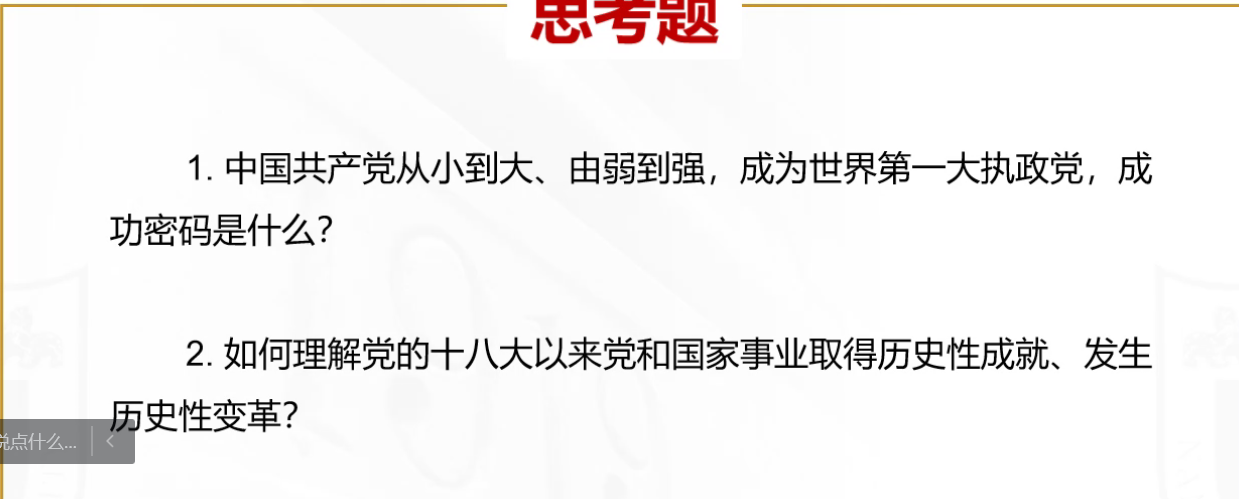 思考题
1. 中国共产党从小到大、由弱到强，成为世界第一大执政党，成
功密码是什么？
2. 如何理解党的十八大以来党和国家事业取得历史性成就、发生
历史性变革？
说点什么...